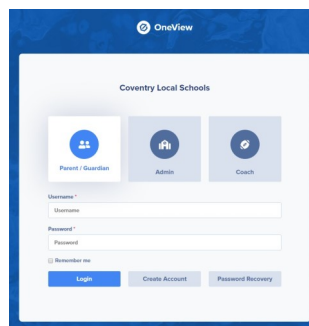 OneView
Coventry Local Schools
Parent / Guardian
Admin
Coach
Username *
Username
Password *
Password
Remember me
Login
Create Account
Password Recovery